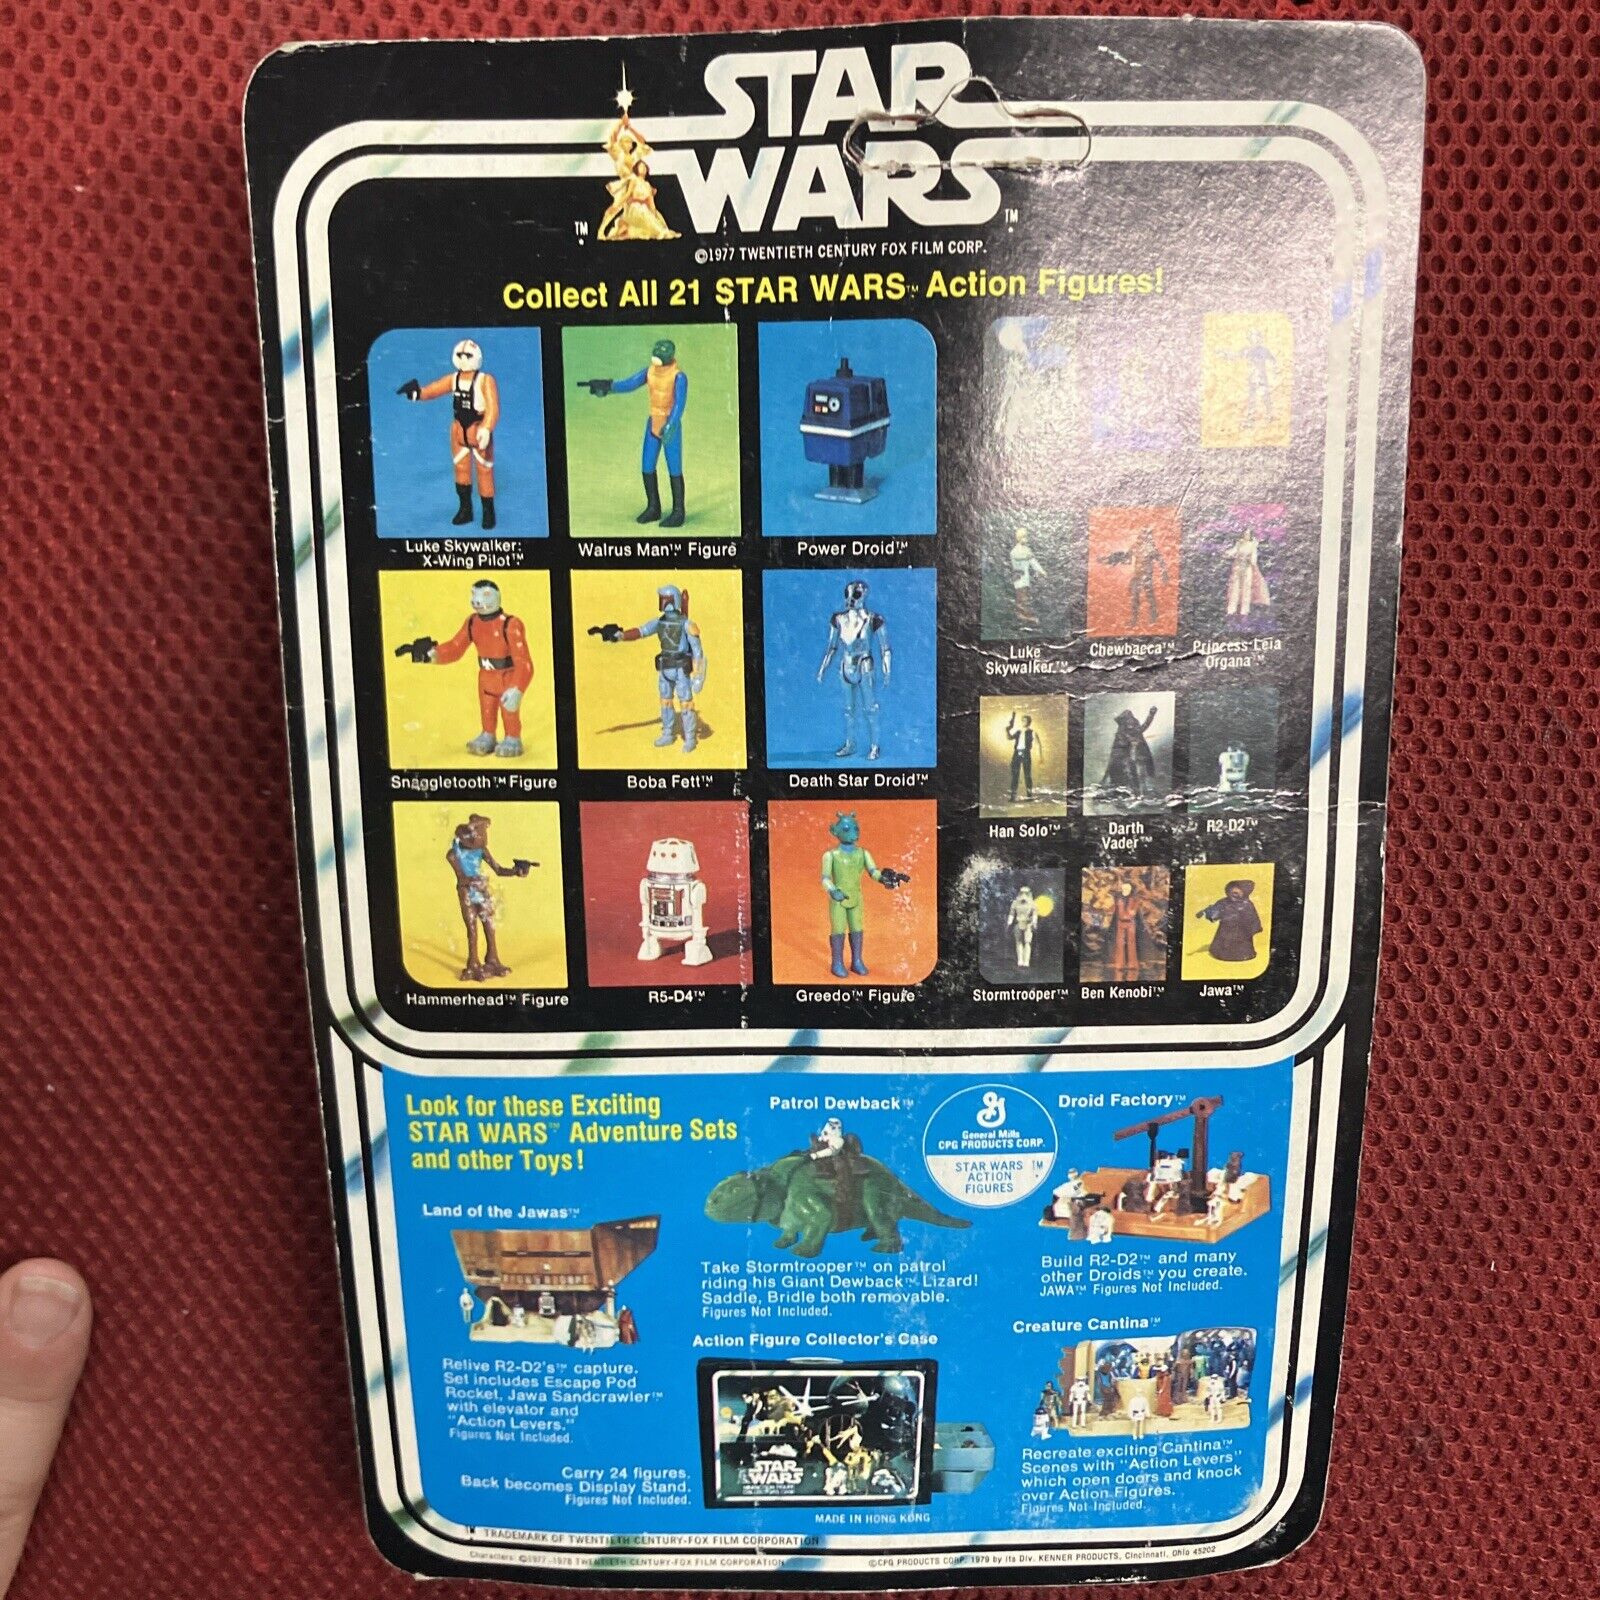 STAR
WARS
TM
TM
©1977 TWENTIETH CENTURY FOX FILM CORP.
Collect All 21 STAR WARS™ Action Figures!
Luke Skywalker:
X-Wing Pilot™
Walrus Man™ Figure
Power Droid™
Snaggletooth™ Figure
Boba Fett™
Death Star Droid™
Hammerhead™ Figure
R5-D4™
Greedo™ Figure
Luke
Skywalker™
Chewbacca™
Princess Leia
Organa™
Han Solo™
Darth
Vader™
R2-D2™
Stormtrooper™
Ben Kenobi™
Jawa™
Look for these Exciting
STAR WARS™ Adventure Sets
and other Toys!
Land of the Jawas™
Relive R2-D2's™ capture.
Set includes Escape Pod
Rocket, Jawa Sandcrawler™
with elevator and
"Action Levers."
Figures Not Included.
Patrol Dewback™
Take Stormtrooper™ on patrol
riding his Giant Dewback™ Lizard!
Saddle, Bridle both removable.
Figures Not Included.
General Mills
CPG PRODUCTS CORP.
STAR WARS TM
ACTION
FIGURES
Droid Factory™
Build R2-D2™ and many
other Droids™ you create.
JAWA™ Figures Not Included.
Action Figure Collector's Case
STAR
WARS
Carry 24 figures.
Back becomes Display Stand.
Figures Not Included.
Creature Cantina™
Recreate exciting Cantina™
Scenes with "Action Levers"
which open doors and knock
over Action Figures.
Figures Not Included.
MADE IN HONG KONG
TRADEMARK OF TWENTIETH CENTURY-FOX FILM CORPORATION
Characters: ©1977-1978 TWENTIETH CENTURY-FOX FILM CORPORATION
©CPG PRODUCTS CORP. 1979 by its Div. KENNER PRODUCTS, Cincinnati, Ohio 45202